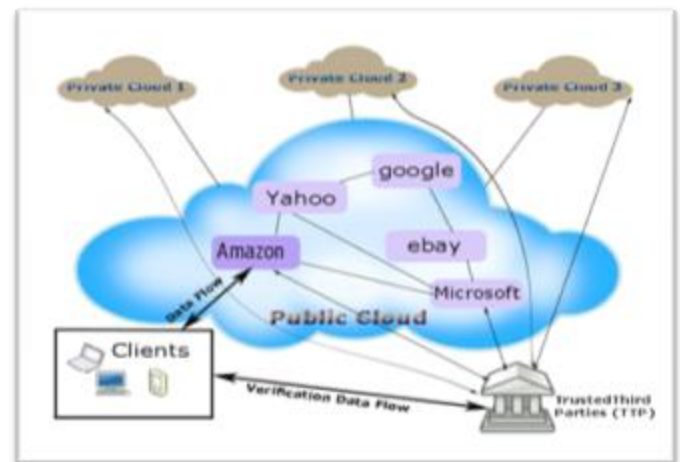 Private Cloud 1
Private Cloud 2
Private Cloud 3
google
Yahoo
Amazon
ebay
Microsoft
Data Flow
Public Cloud
Clients
Verification Data Flow
TrustedThird
Parties (TTP)